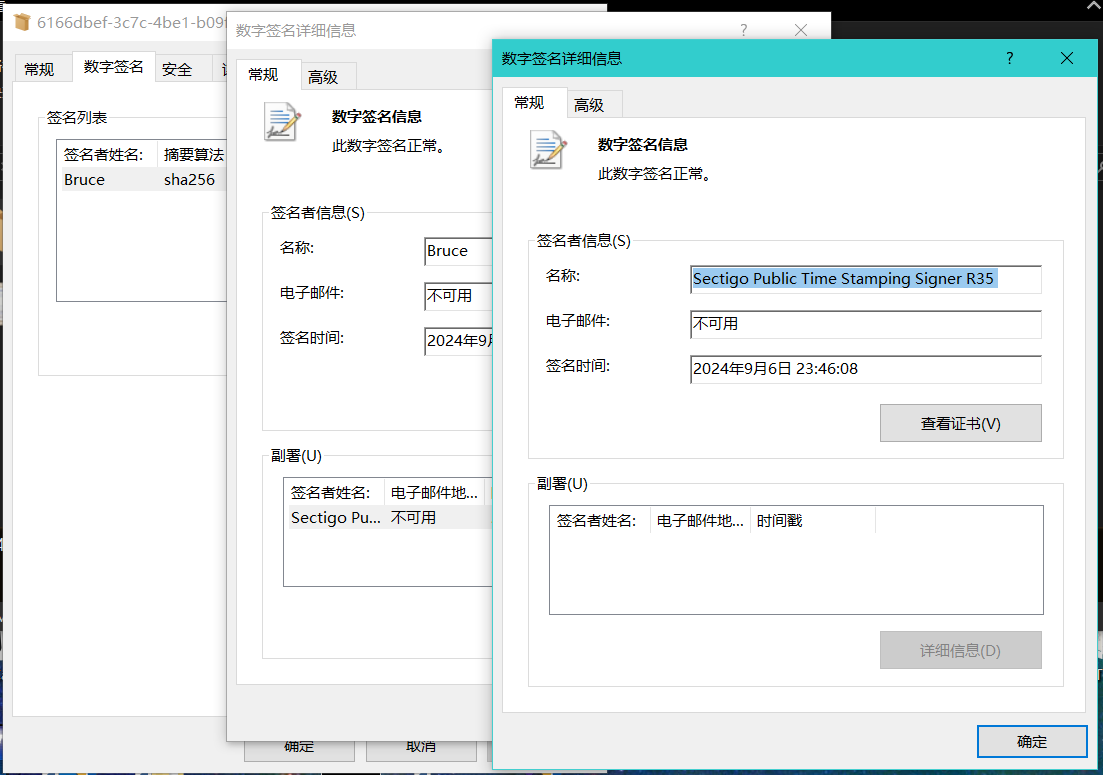 6166dbef-3c7c-4be1-b09f
常规
数字签名
安全
签名列表
签名者姓名:
摘要算法
Bruce
sha256
确定
取消
数字签名详细信息
?
常规
高级
数字签名信息
此数字签名正常。
签名者信息(S)
名称:
Bruce
电子邮件:
不可用
签名时间:
2024年9月
副署(U)
签名者姓名:
电子邮件地...
Sectigo Pu...
不可用
数字签名详细信息
?
常规
高级
数字签名信息
此数字签名正常。
签名者信息(S)
名称:
Sectigo Public Time Stamping Signer R35
电子邮件:
不可用
签名时间:
2024年9月6日 23:46:08
查看证书(V)
副署(U)
签名者姓名:
电子邮件地...
时间戳
详细信息(D)
确定